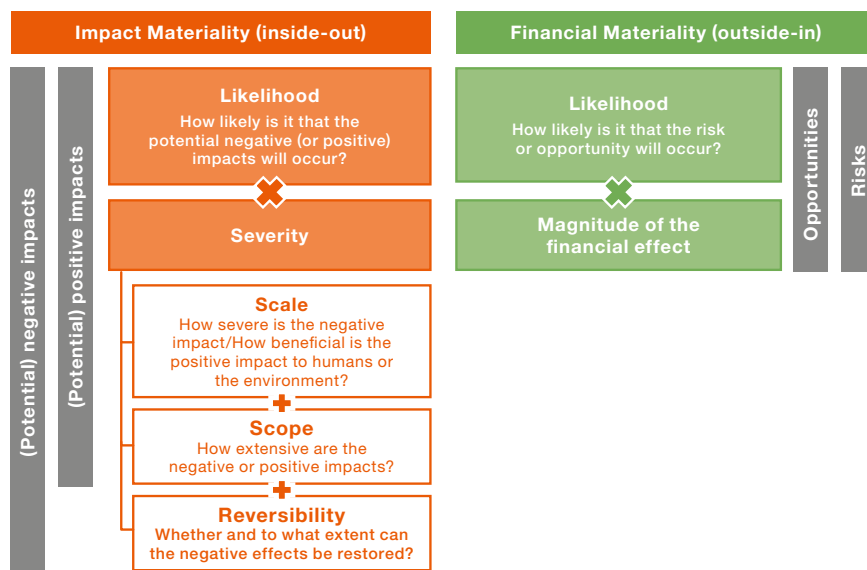 Impact Materiality (inside-out)
Financial Materiality (outside-in)
(Potential) negative impacts
(Potential) positive impacts
Likelihood
How likely is it that the
potential negative (or positive)
impacts will occur?
Severity
Scale
How severe is the negative
impact/How beneficial is the
positive impact to humans or
the environment?
Scope
How extensive are the
negative or positive impacts?
Reversibility
Whether and to what extent can
the negative effects be restored?
Likelihood
How likely is it that the risk
or opportunity will occur?
Magnitude of the
financial effect
Opportunities
Risks